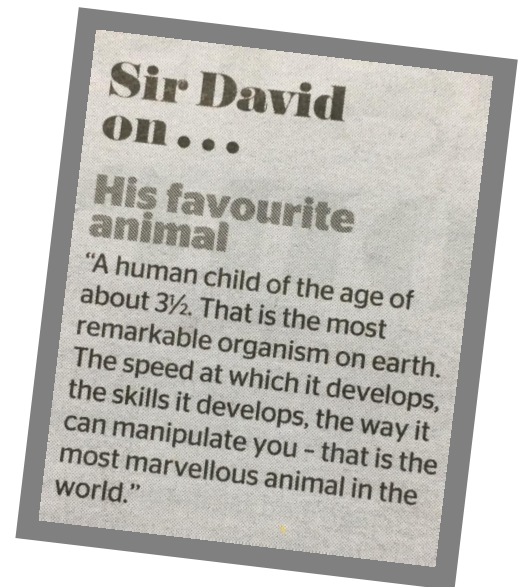 Sir David
on . . .
His favourite
animal
“A human child of the age of
about 3½. That is the most
remarkable organism on earth.
The speed at which it develops,
the skills it develops, the way it
can manipulate you – that is the
most marvellous animal in the
world.”